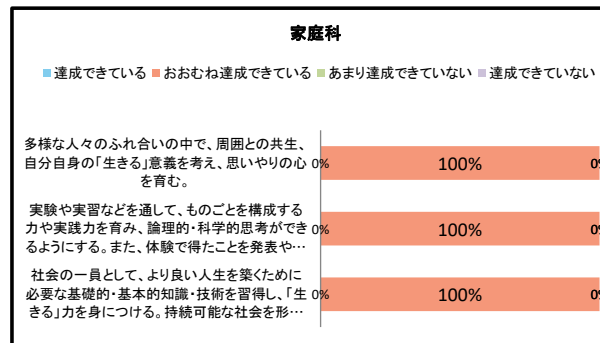 家庭科
達成できている おおむね達成できている あまり達成できていない 達成できていない
多様な人々のふれ合いの中で、周囲との共生、
自分自身の「生きる」意義を考え、思いやりの心
を育む。
0% 100% 0%
実験や実習などを通して、ものごとを構成する
力や実践力を育み、論理的・科学的思考ができ
るようにする。また、体験で得たことを発表や…
0% 100% 0%
社会の一員として、より良い人生を築くために
必要な基礎的・基本的知識・技術を習得し、「生
きる」力を身につける。持続可能な社会を形…
0% 100% 0%